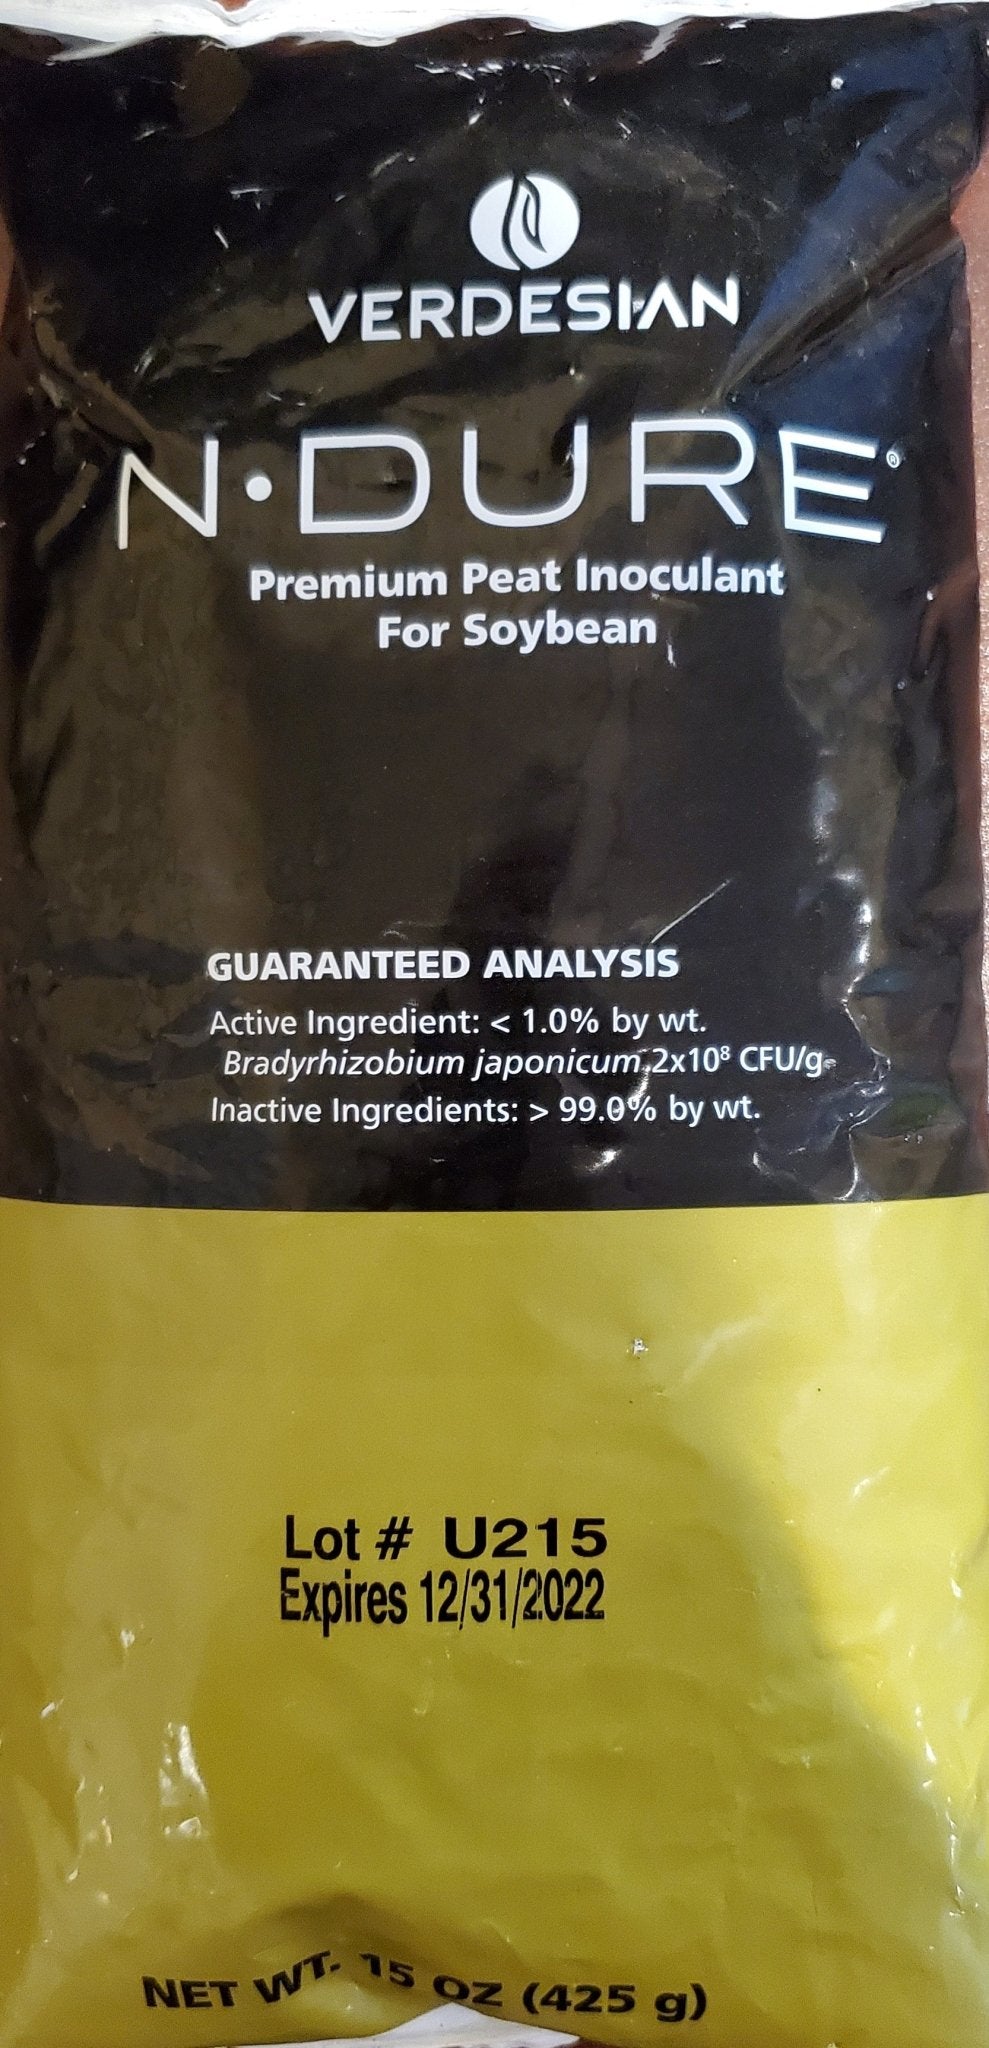 VERDESIAN
N·DURE®
Premium Peat Inoculant
For Soybean
GUARANTEED ANALYSIS
Active Ingredient: < 1.0% by wt.
Bradyrhizobium japonicum 2x10⁸ CFU/g
Inactive Ingredients: > 99.0% by wt.
Lot # U215
Expires 12/31/2022
NET WT. 15 OZ (425 g)